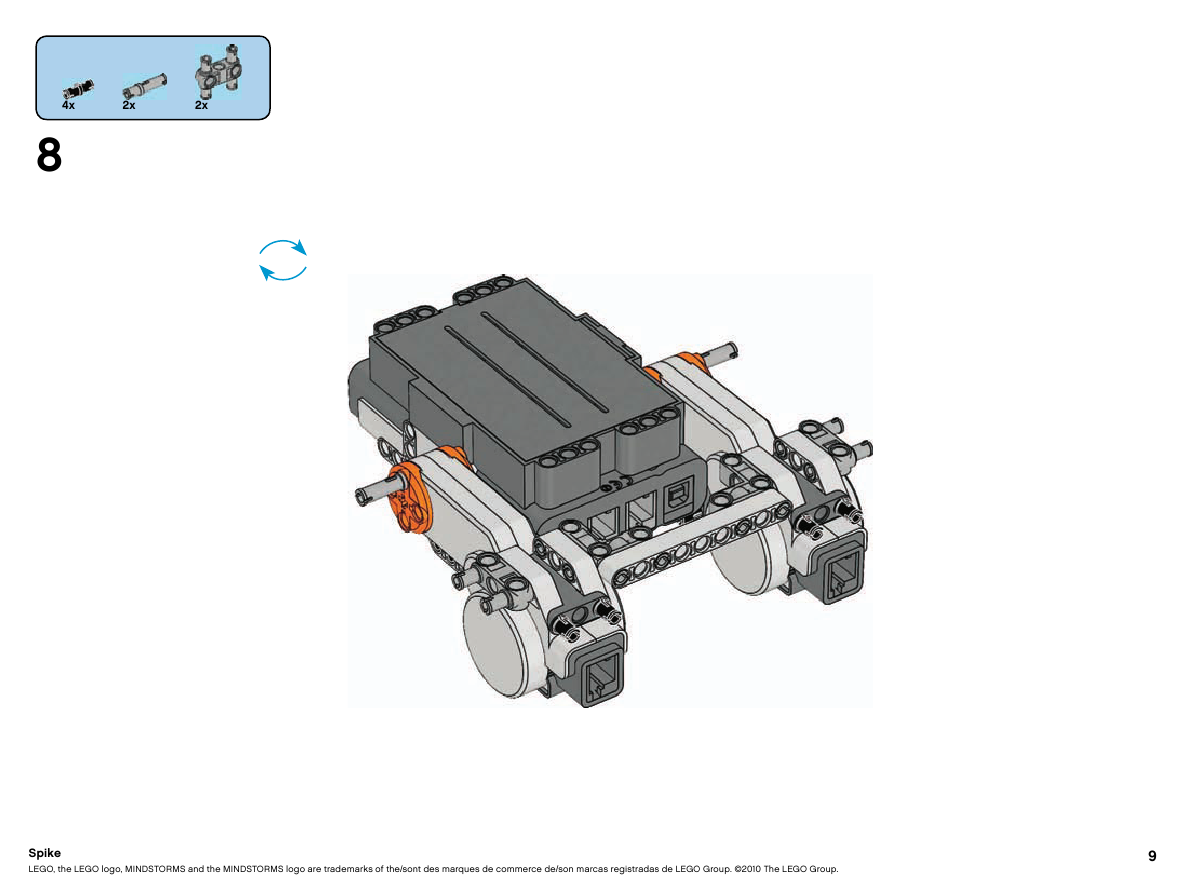 4x 2x 2x
8
Spike
LEGO, the LEGO logo, MINDSTORMS and the MINDSTORMS logo are trademarks of the/sont des marques de commerce de/son marcas registradas de LEGO Group. ©2010 The LEGO Group.
9